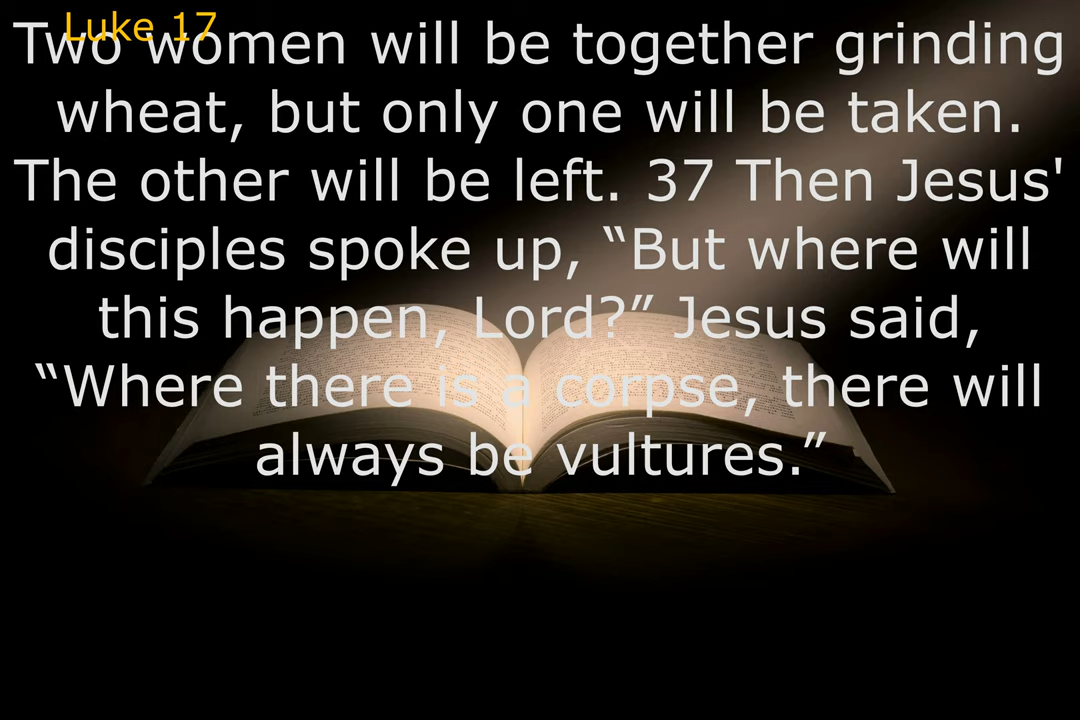 Luke 17
Two women will be together grinding
wheat, but only one will be taken.
The other will be left. 37 Then Jesus'
disciples spoke up, “But where will
this happen, Lord?” Jesus said,
“Where there is a corpse, there will
always be vultures.”